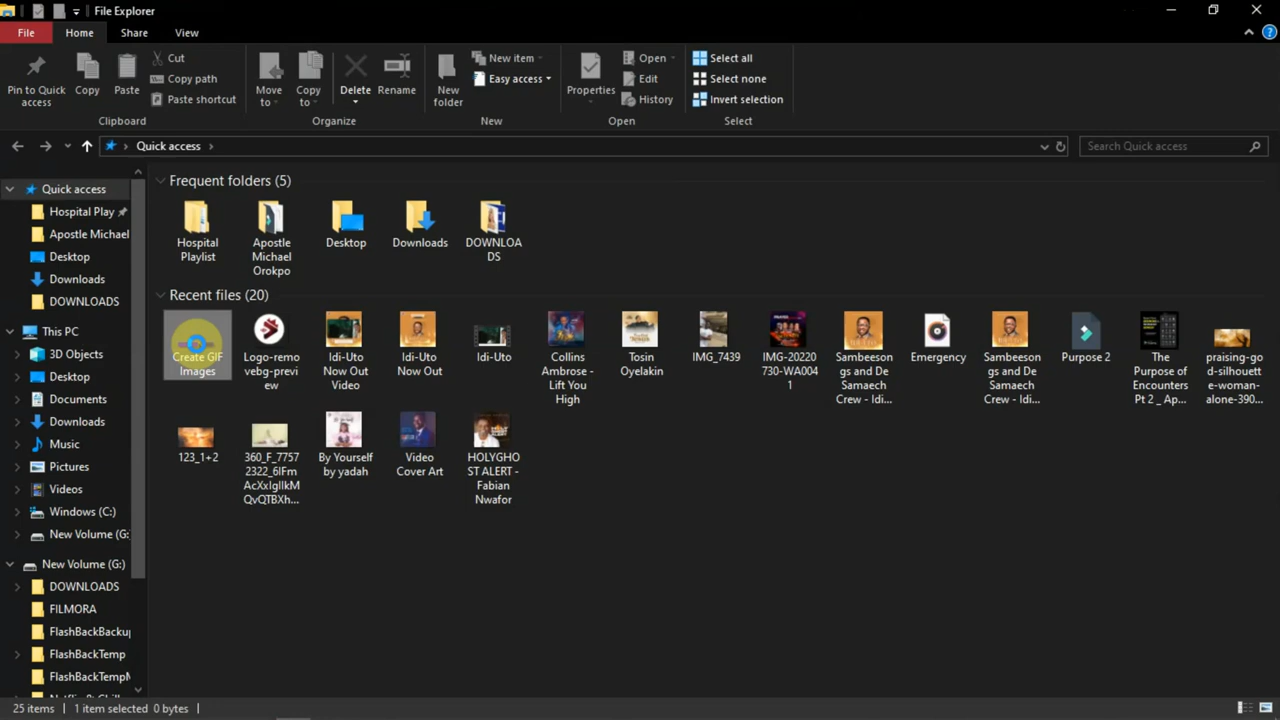 File Explorer
File Home Share View
Pin to Quick access
Copy
Paste
Cut
Copy path
Paste shortcut
Clipboard
Move to
Copy to
Delete
Rename
Organize
New folder
New item
Easy access
New
Properties
Open
Edit
History
Open
Select all
Select none
Invert selection
Select
Quick access
Search Quick access
Quick access
Hospital Play
Apostle Michael
Desktop
Downloads
DOWNLOADS
This PC
3D Objects
Desktop
Documents
Downloads
Music
Pictures
Videos
Windows (C:)
New Volume (G:
New Volume (G:)
DOWNLOADS
FILMORA
FlashBackBackup
FlashBackTemp
FlashBackTempM
Frequent folders (5)
Hospital
Playlist
Apostle
Michael
Orokpo
Desktop
Downloads
DOWNLOA
DS
Recent files (20)
Create GIF
Images
Logo-remo
vebg-previ
ew
Idi-Uto
Now Out
Video
Idi-Uto
Now Out
Idi-Uto
Collins
Ambrose -
Lift You
High
Tosin
Oyelakin
IMG_7439
IMG-20220
730-WA004
1
Sambeeson
gs and De
Samaech
Crew - Idi...
Emergency
Sambeeson
gs and De
Samaech
Crew - Idi...
Purpose 2
The
Purpose of
Encounters
Pt 2 _ Ap...
praising-go
d-silhouett
e-woman-
alone-390...
123_1+2
360_F_7757
2322_6IFm
AcXxIgIlkM
QvQTBXh...
By Yourself
by yadah
Video
Cover Art
HOLYGHO
ST ALERT -
Fabian
Nwafor
25 items 1 item selected 0 bytes